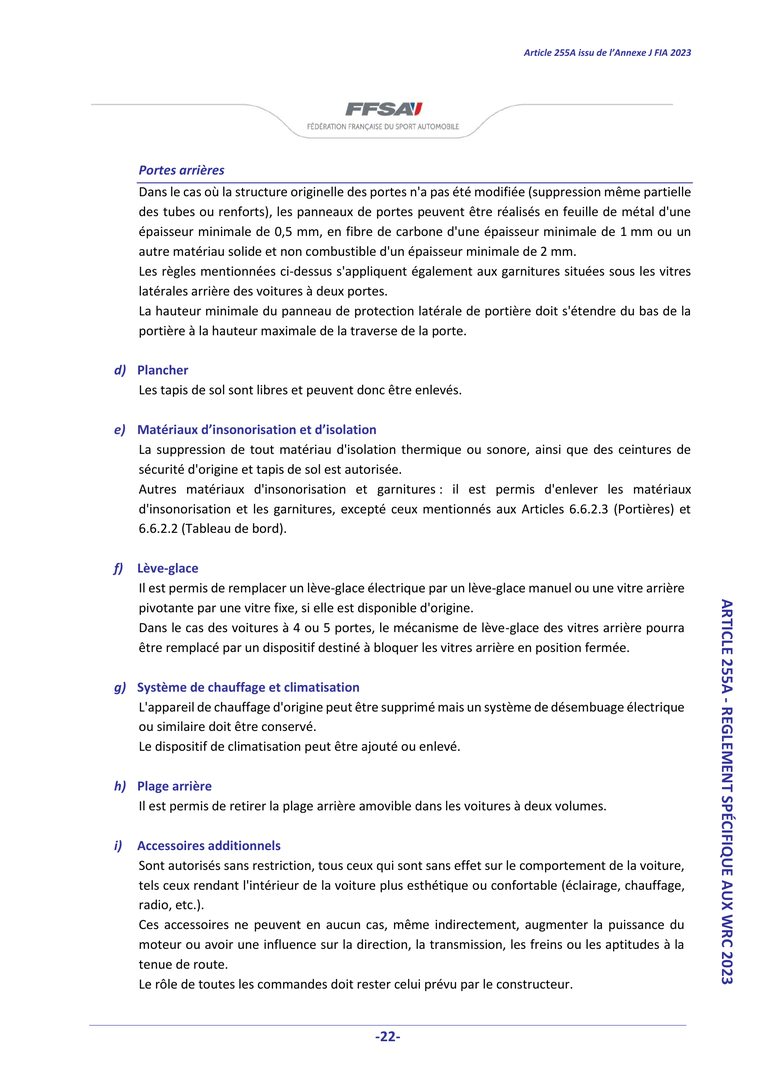 Article 255A issu de l'Annexe J FIA 2023
FFSA
FÉDÉRATION FRANÇAISE DU SPORT AUTOMOBILE
Portes arrières
Dans le cas où la structure originelle des portes n'a pas été modifiée (suppression même partielle
des tubes ou renforts), les panneaux de portes peuvent être réalisés en feuille de métal d'une
épaisseur minimale de 0,5 mm, en fibre de carbone d'une épaisseur minimale de 1 mm ou un
autre matériau solide et non combustible d'un épaisseur minimale de 2 mm.
Les règles mentionnées ci-dessus s'appliquent également aux garnitures situées sous les vitres
latérales arrière des voitures à deux portes.
La hauteur minimale du panneau de protection latérale de portière doit s'étendre du bas de la
portière à la hauteur maximale de la traverse de la porte.
d) Plancher
Les tapis de sol sont libres et peuvent donc être enlevés.
e) Matériaux d'insonorisation et d'isolation
La suppression de tout matériau d'isolation thermique ou sonore, ainsi que des ceintures de
sécurité d'origine et tapis de sol est autorisée.
Autres matériaux d'insonorisation et garnitures : il est permis d'enlever les matériaux
d'insonorisation et les garnitures, excepté ceux mentionnés aux Articles 6.6.2.3 (Portières) et
6.6.2.2 (Tableau de bord).
f) Lève-glace
Il est permis de remplacer un lève-glace électrique par un lève-glace manuel ou une vitre arrière
pivotante par une vitre fixe, si elle est disponible d'origine.
Dans le cas des voitures à 4 ou 5 portes, le mécanisme de lève-glace des vitres arrière pourra
être remplacé par un dispositif destiné à bloquer les vitres arrière en position fermée.
g) Système de chauffage et climatisation
L'appareil de chauffage d'origine peut être supprimé mais un système de désembuage électrique
ou similaire doit être conservé.
Le dispositif de climatisation peut être ajouté ou enlevé.
h) Plage arrière
Il est permis de retirer la plage arrière amovible dans les voitures à deux volumes.
i) Accessoires additionnels
Sont autorisés sans restriction, tous ceux qui sont sans effet sur le comportement de la voiture,
tels ceux rendant l'intérieur de la voiture plus esthétique ou confortable (éclairage, chauffage,
radio, etc.).
Ces accessoires ne peuvent en aucun cas, même indirectement, augmenter la puissance du
moteur ou avoir une influence sur la direction, la transmission, les freins ou les aptitudes à la
tenue de route.
Le rôle de toutes les commandes doit rester celui prévu par le constructeur.
ARTICLE 255A - REGLEMENT SPÉCIFIQUE AUX WRC 2023
-22-